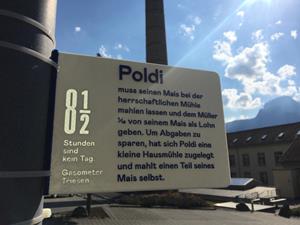 Poldi
muss seinen Mais bei der
herrschaftlichen Mühle
mahlen lassen und dem Müller
von seinem Mais als Lohn
geben. Um Abgaben zu
sparen, hat sich Poldi eine
kleine Hausmühle zugelegt
und mahlt einen Teil seines
Mais selbst.
8 1/2
Stunden
sind
kein Tag.
Gasometer
Triesen